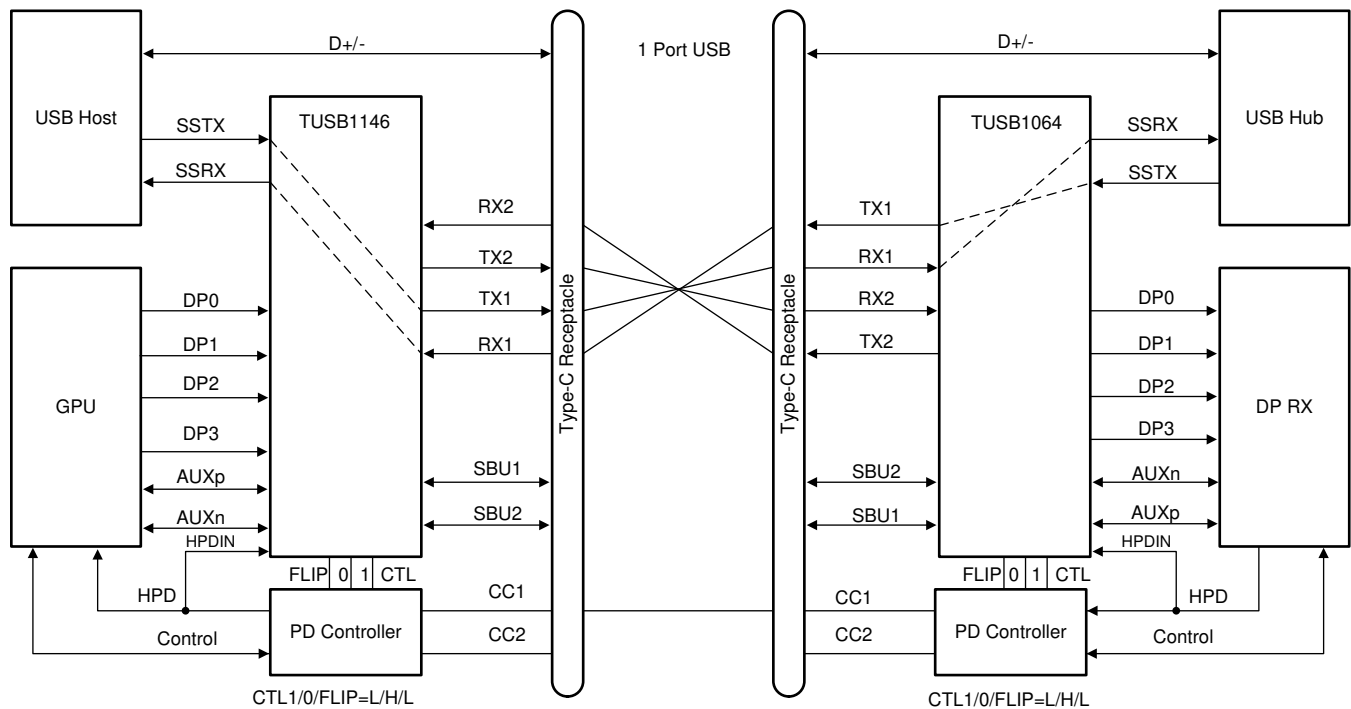 D+/-
1 Port USB
D+/-
USB Host
TUSB1146
TUSB1064
USB Hub
SSTX
SSRX
SSRX
SSTX
RX2
TX2
TX1
RX1
TX1
RX1
RX2
TX2
Type-C Receptacle
Type-C Receptacle
GPU
DP0
DP1
DP2
DP3
AUXp
AUXn
HPDIN
SBU1
SBU2
SBU2
SBU1
DP0
DP1
DP2
DP3
AUXn
AUXp
HPDIN
DP RX
FLIP 0 1 CTL
FLIP 0 1 CTL
HPD
Control
PD Controller
CC1
CC2
CC1
CC2
PD Controller
HPD
Control
CTL1/0/FLIP=L/H/L
CTL1/0/FLIP=L/H/L